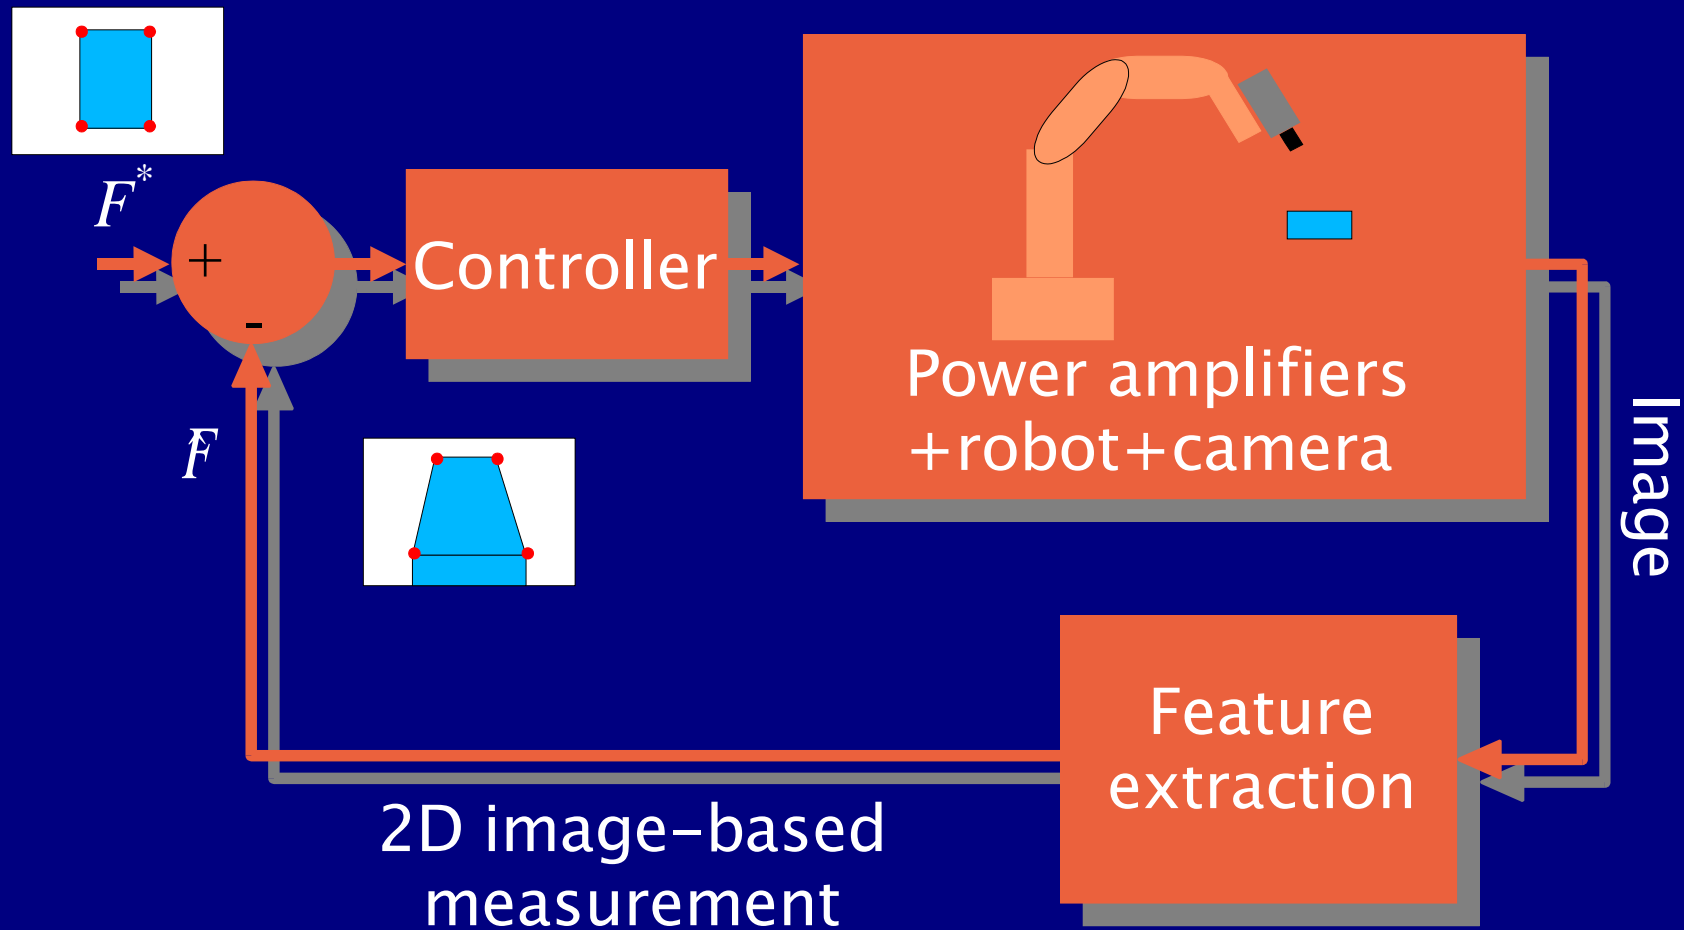 F*
+
-
Controller
Power amplifiers
+robot+camera
F̂
Image
Feature
extraction
2D image-based
measurement